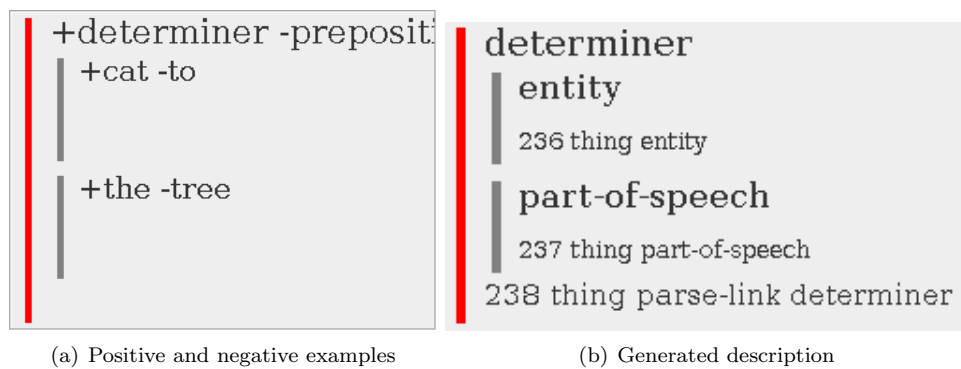 +determiner -prepositi
+cat -to
+the -tree
(a) Positive and negative examples
determiner
entity
236 thing entity
part-of-speech
237 thing part-of-speech
238 thing parse-link determiner
(b) Generated description